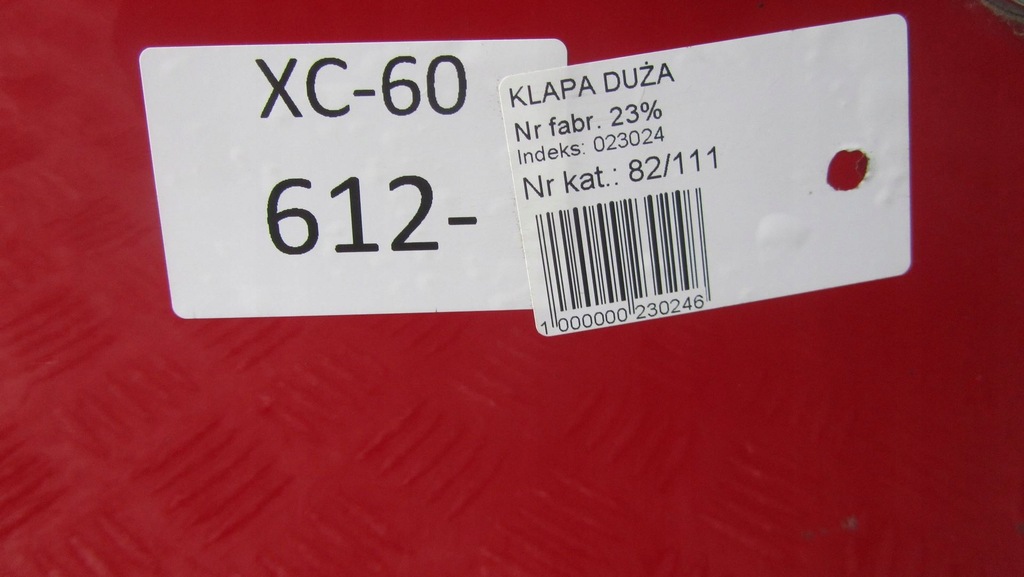 XC-60
612-
KLAPA DUŻA
Nr fabr. 23%
Indeks: 023024
Nr kat.: 82/111
1 000000 230246